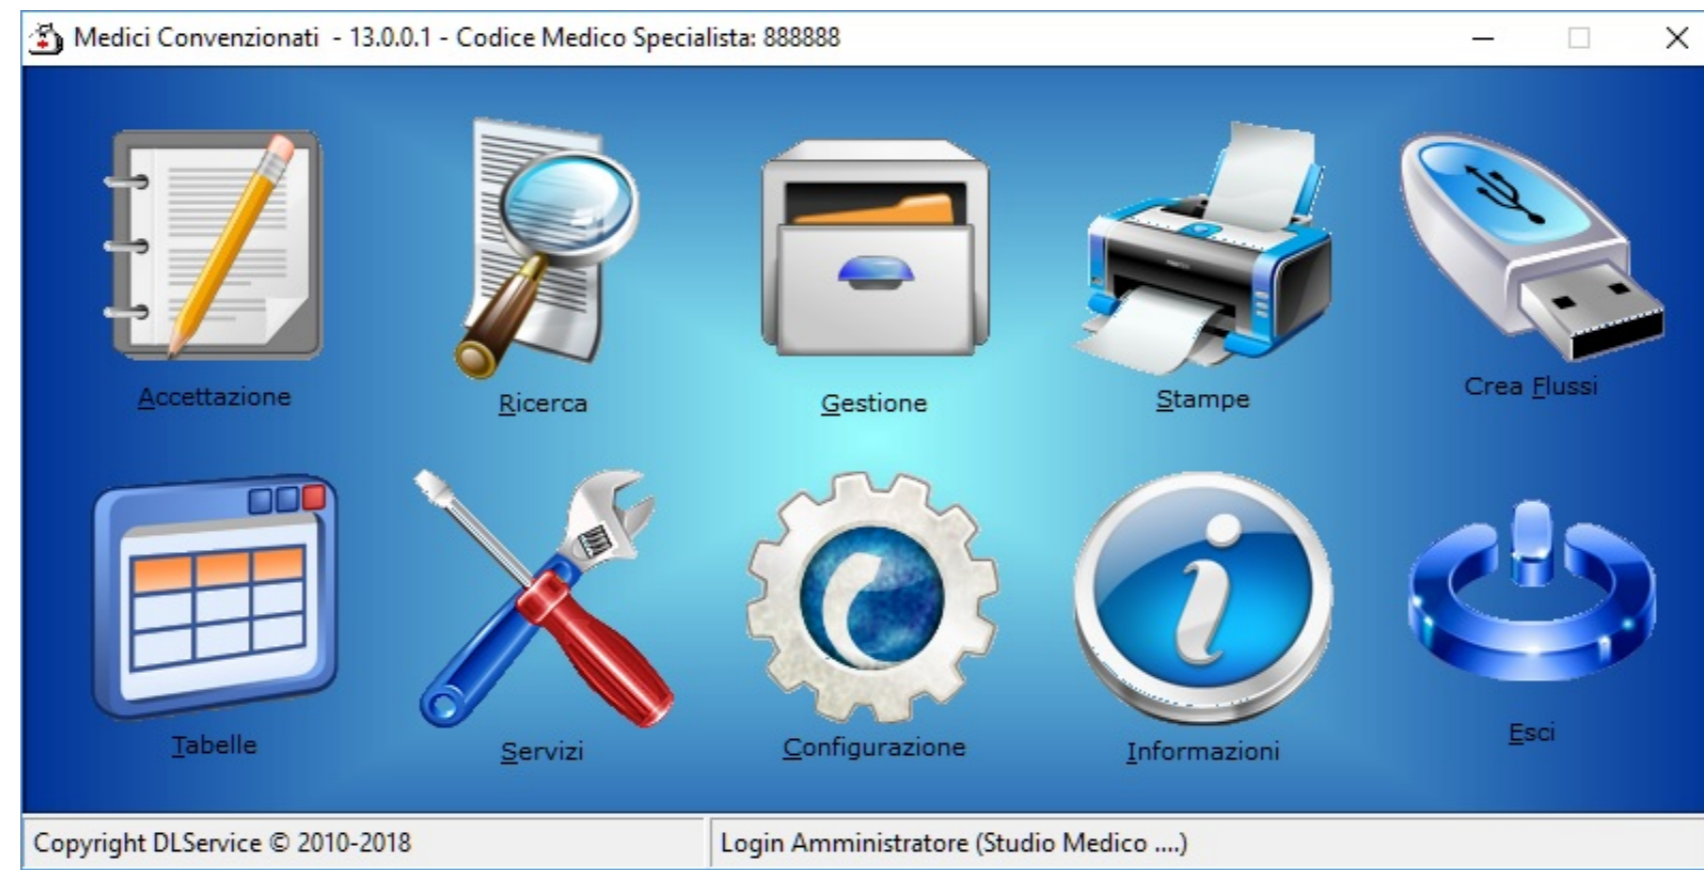 Medici Convenzionati - 13.0.0.1 - Codice Medico Specialista: 888888
Accettazione
Ricerca
Gestione
Stampe
Crea Flussi
Tabelle
Servizi
Configurazione
Informazioni
Esci
Copyright DLService © 2010-2018
Login Amministratore (Studio Medico ....)